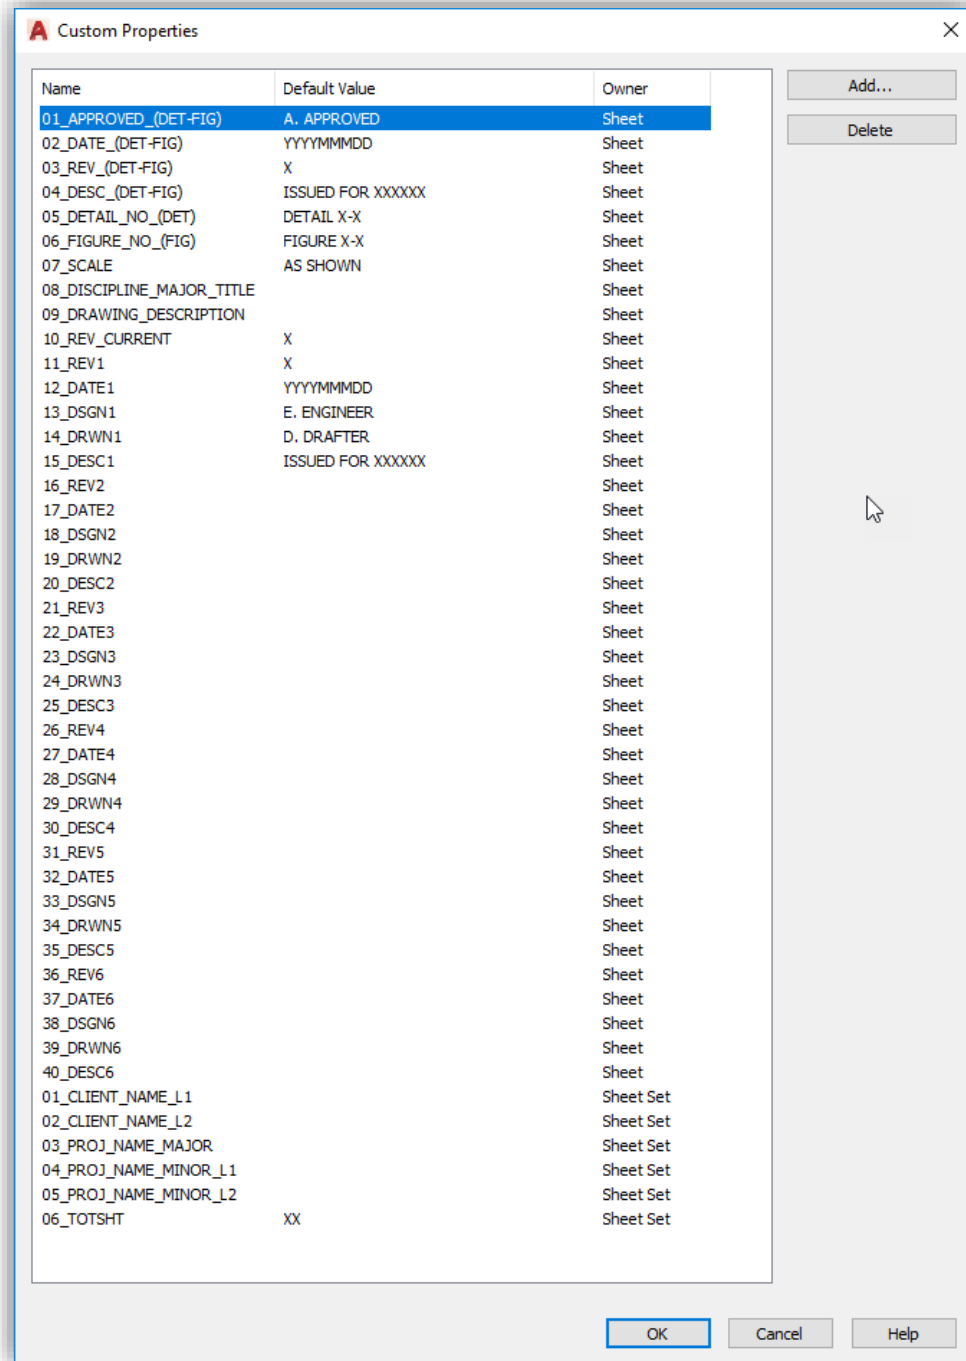 Custom Properties
Name Default Value Owner
01_APPROVED_(DET-FIG) A. APPROVED Sheet
02_DATE_(DET-FIG) YYYYMMMDD Sheet
03_REV_(DET-FIG) X Sheet
04_DESC_(DET-FIG) ISSUED FOR XXXXXX Sheet
05_DETAIL_NO_(DET) DETAIL X-X Sheet
06_FIGURE_NO_(FIG) FIGURE X-X Sheet
07_SCALE AS SHOWN Sheet
08_DISCIPLINE_MAJOR_TITLE Sheet
09_DRAWING_DESCRIPTION Sheet
10_REV_CURRENT X Sheet
11_REV1 X Sheet
12_DATE1 YYYYMMMDD Sheet
13_DSGN1 E. ENGINEER Sheet
14_DRWN1 D. DRAFTER Sheet
15_DESC1 ISSUED FOR XXXXXX Sheet
16_REV2 Sheet
17_DATE2 Sheet
18_DSGN2 Sheet
19_DRWN2 Sheet
20_DESC2 Sheet
21_REV3 Sheet
22_DATE3 Sheet
23_DSGN3 Sheet
24_DRWN3 Sheet
25_DESC3 Sheet
26_REV4 Sheet
27_DATE4 Sheet
28_DSGN4 Sheet
29_DRWN4 Sheet
30_DESC4 Sheet
31_REV5 Sheet
32_DATE5 Sheet
33_DSGN5 Sheet
34_DRWN5 Sheet
35_DESC5 Sheet
36_REV6 Sheet
37_DATE6 Sheet
38_DSGN6 Sheet
39_DRWN6 Sheet
40_DESC6 Sheet
01_CLIENT_NAME_L1 Sheet Set
02_CLIENT_NAME_L2 Sheet Set
03_PROJ_NAME_MAJOR Sheet Set
04_PROJ_NAME_MINOR_L1 Sheet Set
05_PROJ_NAME_MINOR_L2 Sheet Set
06_TOTSHT XX Sheet Set
Add...
Delete
OK Cancel Help